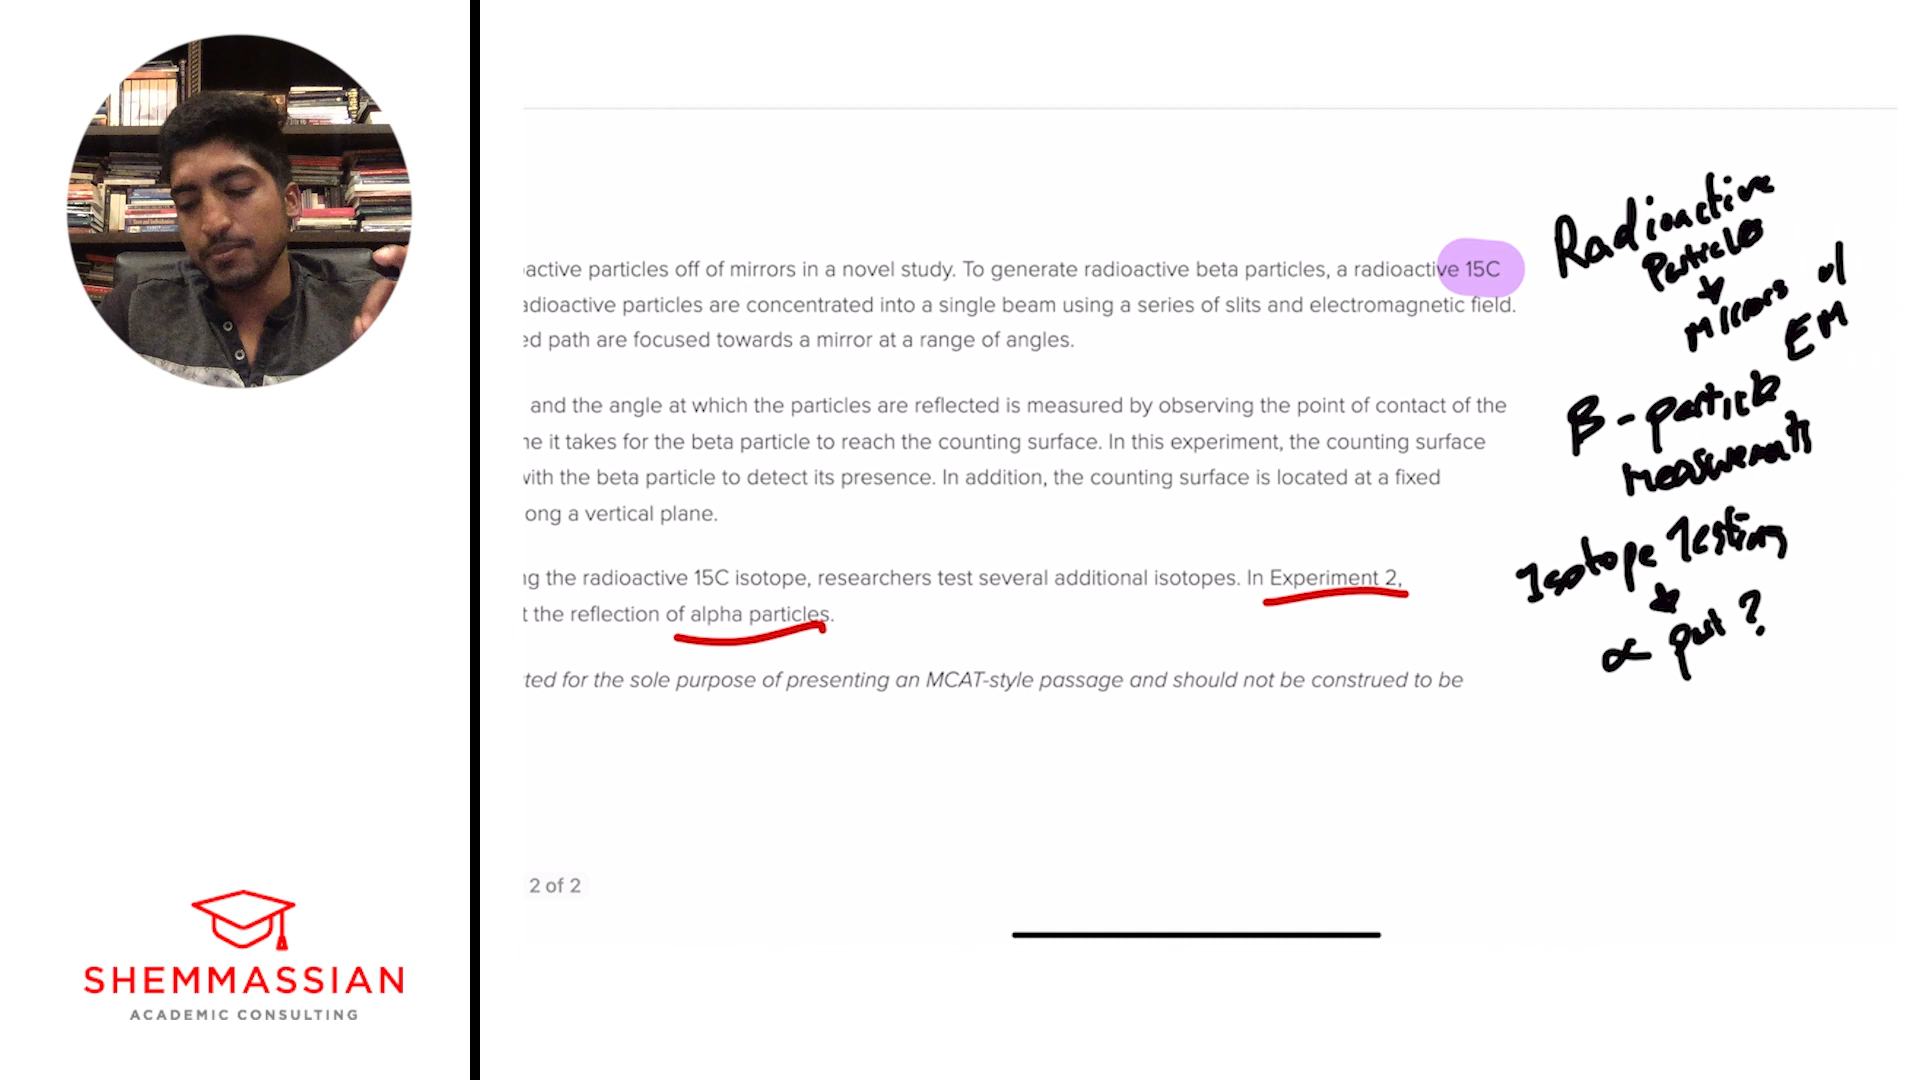 active particles off of mirrors in a novel study. To generate radioactive beta particles, a radioactive 15C
adioactive particles are concentrated into a single beam using a series of slits and electromagnetic field.
ed path are focused towards a mirror at a range of angles.
and the angle at which the particles are reflected is measured by observing the point of contact of the
ne it takes for the beta particle to reach the counting surface. In this experiment, the counting surface
with the beta particle to detect its presence. In addition, the counting surface is located at a fixed
ong a vertical plane.
ng the radioactive 15C isotope, researchers test several additional isotopes. In Experiment 2,
t the reflection of alpha particles.
ted for the sole purpose of presenting an MCAT-style passage and should not be construed to be
2 of 2
Radioactive
Particles
Mirrors w/
EM
β-particle
measurements
Isotope Testing
α part?
SHEMMASSIAN
ACADEMIC CONSULTING